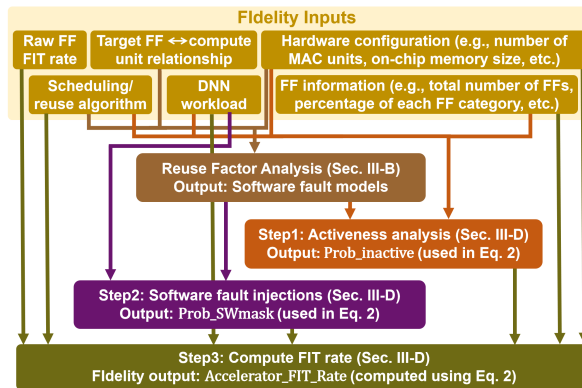 FIdelity Inputs
Raw FF
FIT rate
Target FF ↔compute
unit relationship
Hardware configuration (e.g., number of
MAC units, on-chip memory size, etc.)
Scheduling/
reuse algorithm
DNN
workload
FF information (e.g., total number of FFs,
percentage of each FF category, etc.)
Reuse Factor Analysis (Sec. III-B)
Output: Software fault models
Step1: Activeness analysis (Sec. III-D)
Output: Prob_inactive (used in Eq. 2)
Step2: Software fault injections (Sec. III-D)
Output: Prob_SWmask (used in Eq. 2)
Step3: Compute FIT rate (Sec. III-D)
FIdelity output: Accelerator_FIT_Rate (computed using Eq. 2)